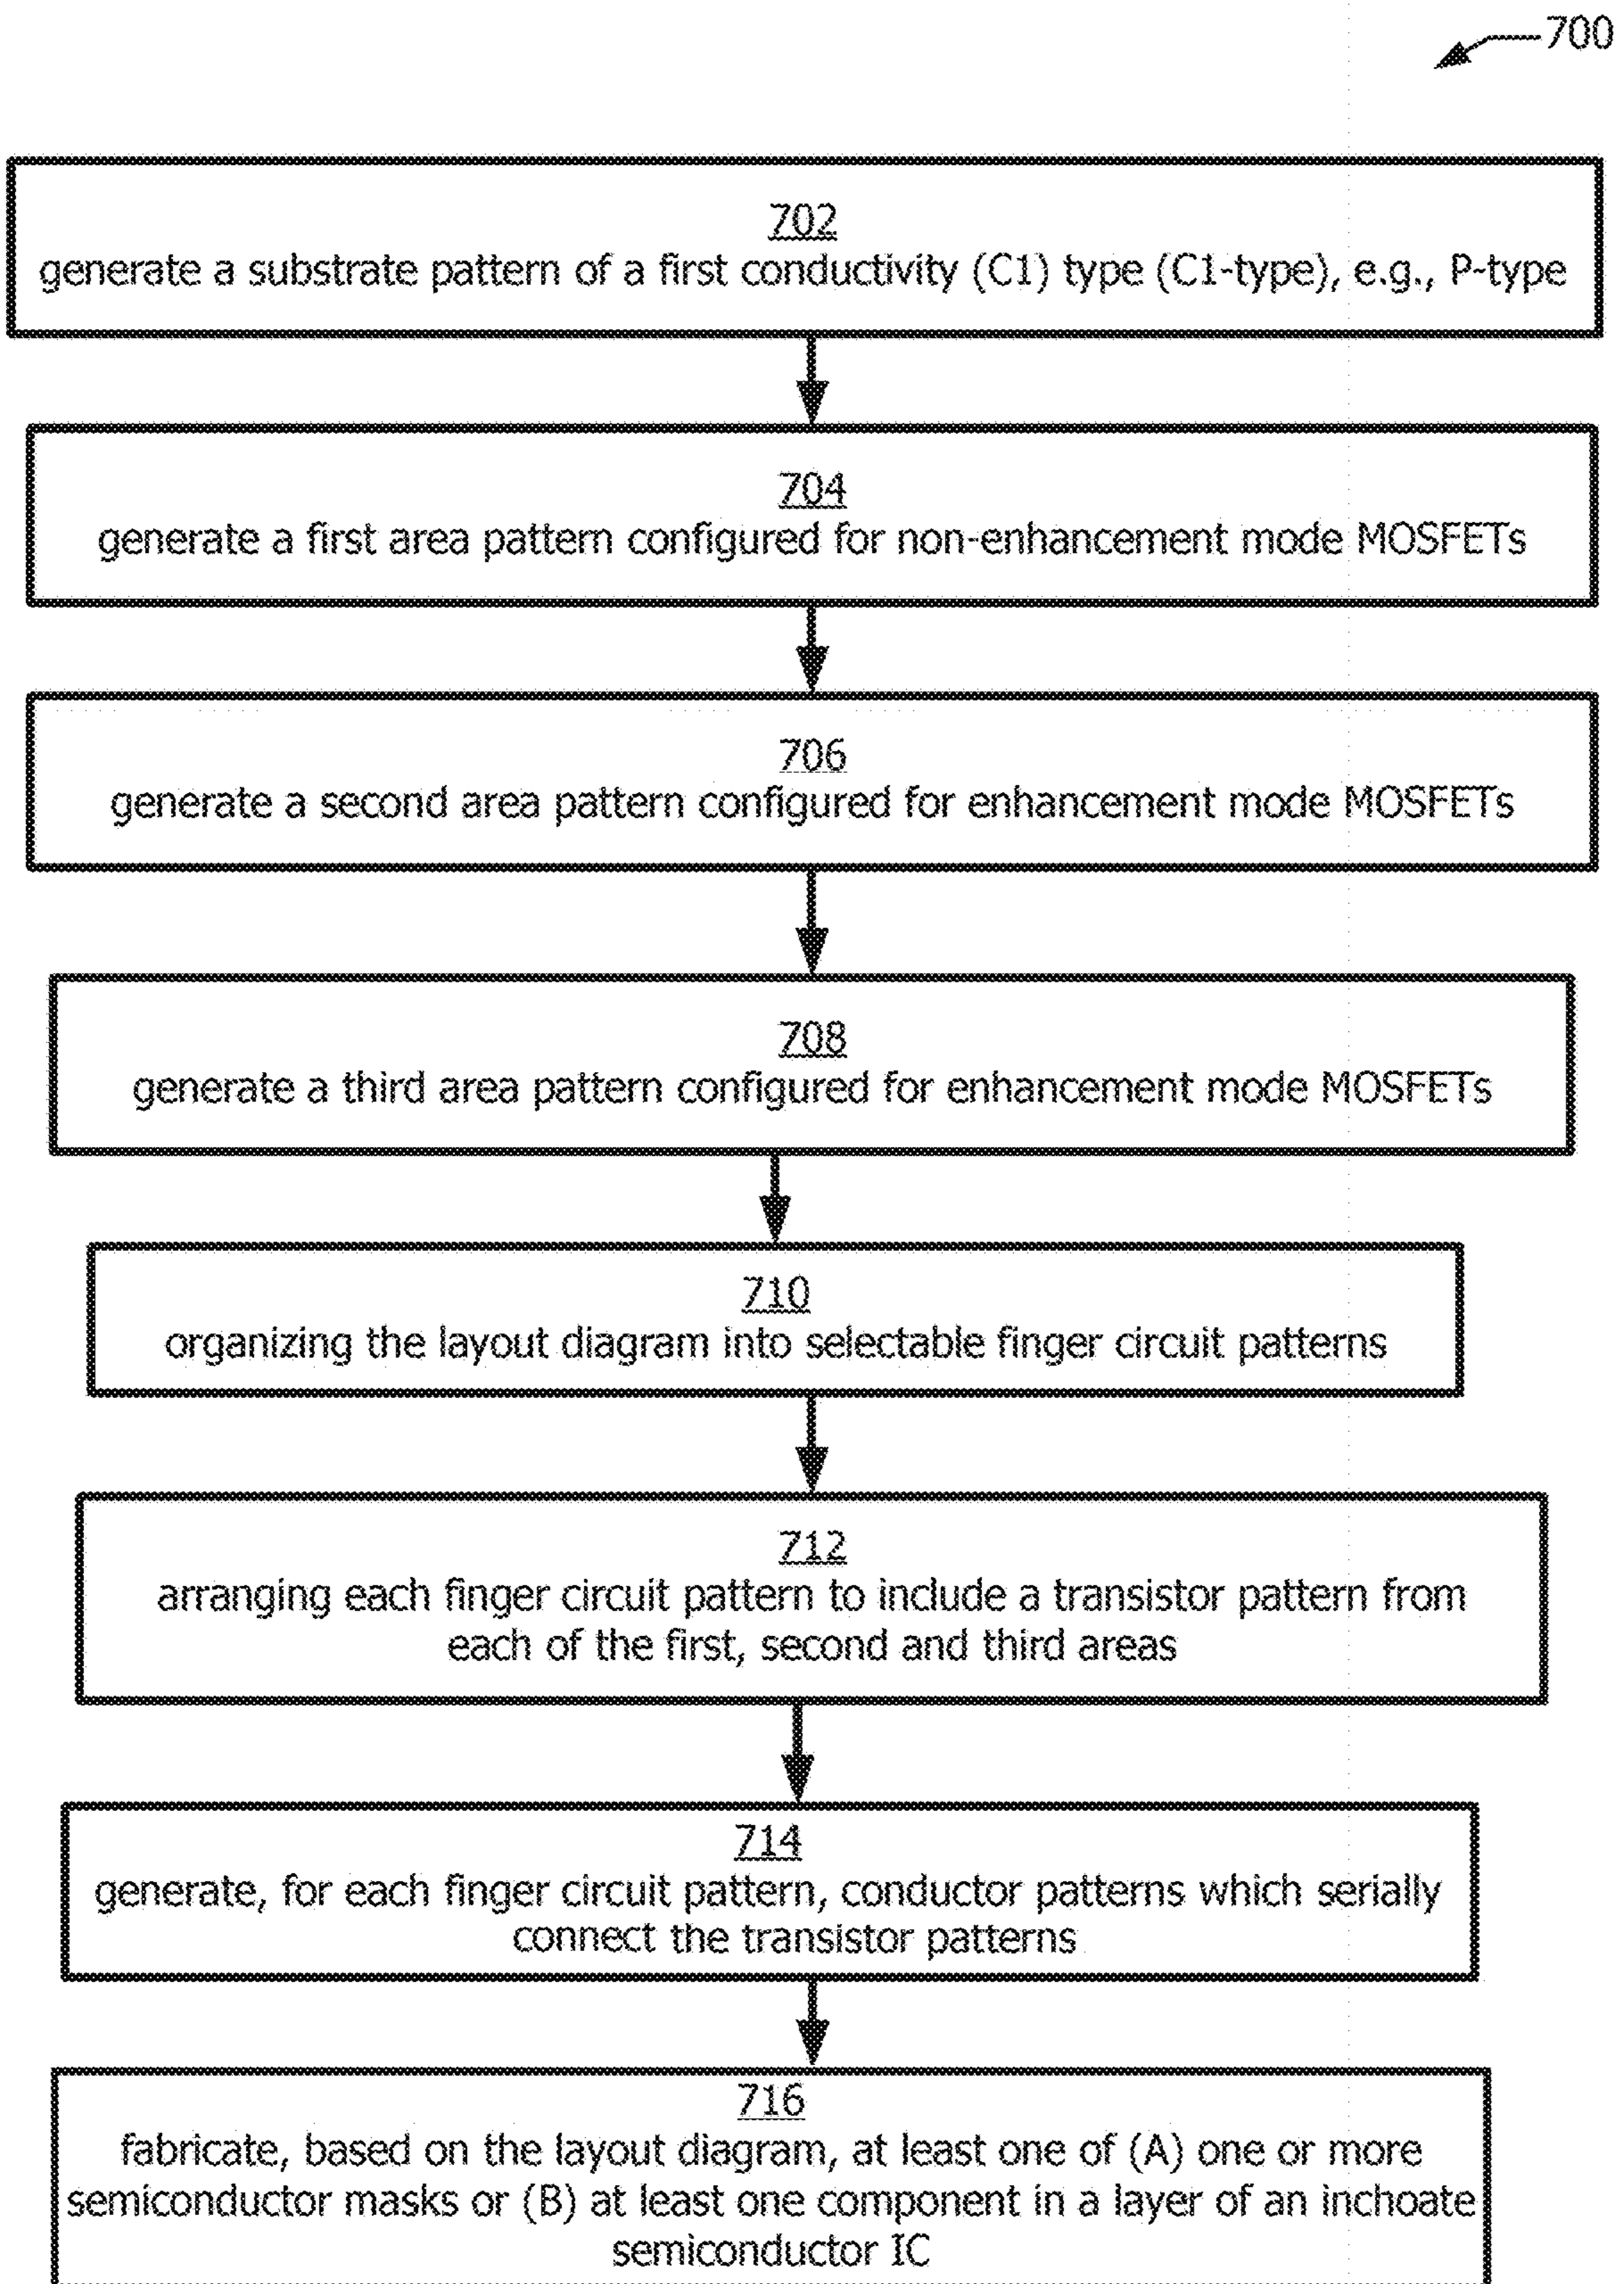 700
702
generate a substrate pattern of a first conductivity (C1) type (C1-type), e.g., P-type
704
generate a first area pattern configured for non-enhancement mode MOSFETs
706
generate a second area pattern configured for enhancement mode MOSFETs
708
generate a third area pattern configured for enhancement mode MOSFETs
710
organizing the layout diagram into selectable finger circuit patterns
712
arranging each finger circuit pattern to include a transistor pattern from
each of the first, second and third areas
714
generate, for each finger circuit pattern, conductor patterns which serially
connect the transistor patterns
716
fabricate, based on the layout diagram, at least one of (A) one or more
semiconductor masks or (B) at least one component in a layer of an inchoate
semiconductor IC